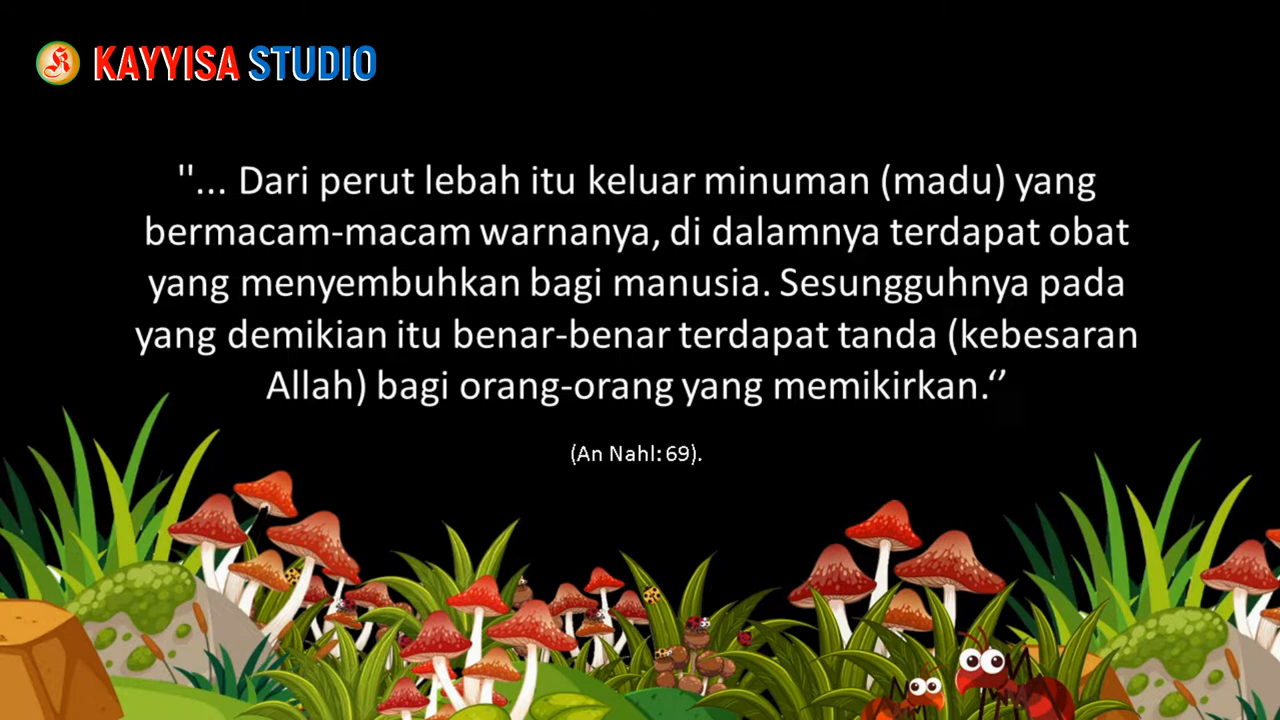 KAYYISA STUDIO
"... Dari perut lebah itu keluar minuman (madu) yang
bermacam-macam warnanya, di dalamnya terdapat obat
yang menyembuhkan bagi manusia. Sesungguhnya pada
yang demikian itu benar-benar terdapat tanda (kebesaran
Allah) bagi orang-orang yang memikirkan.‘’
(An Nahl: 69).